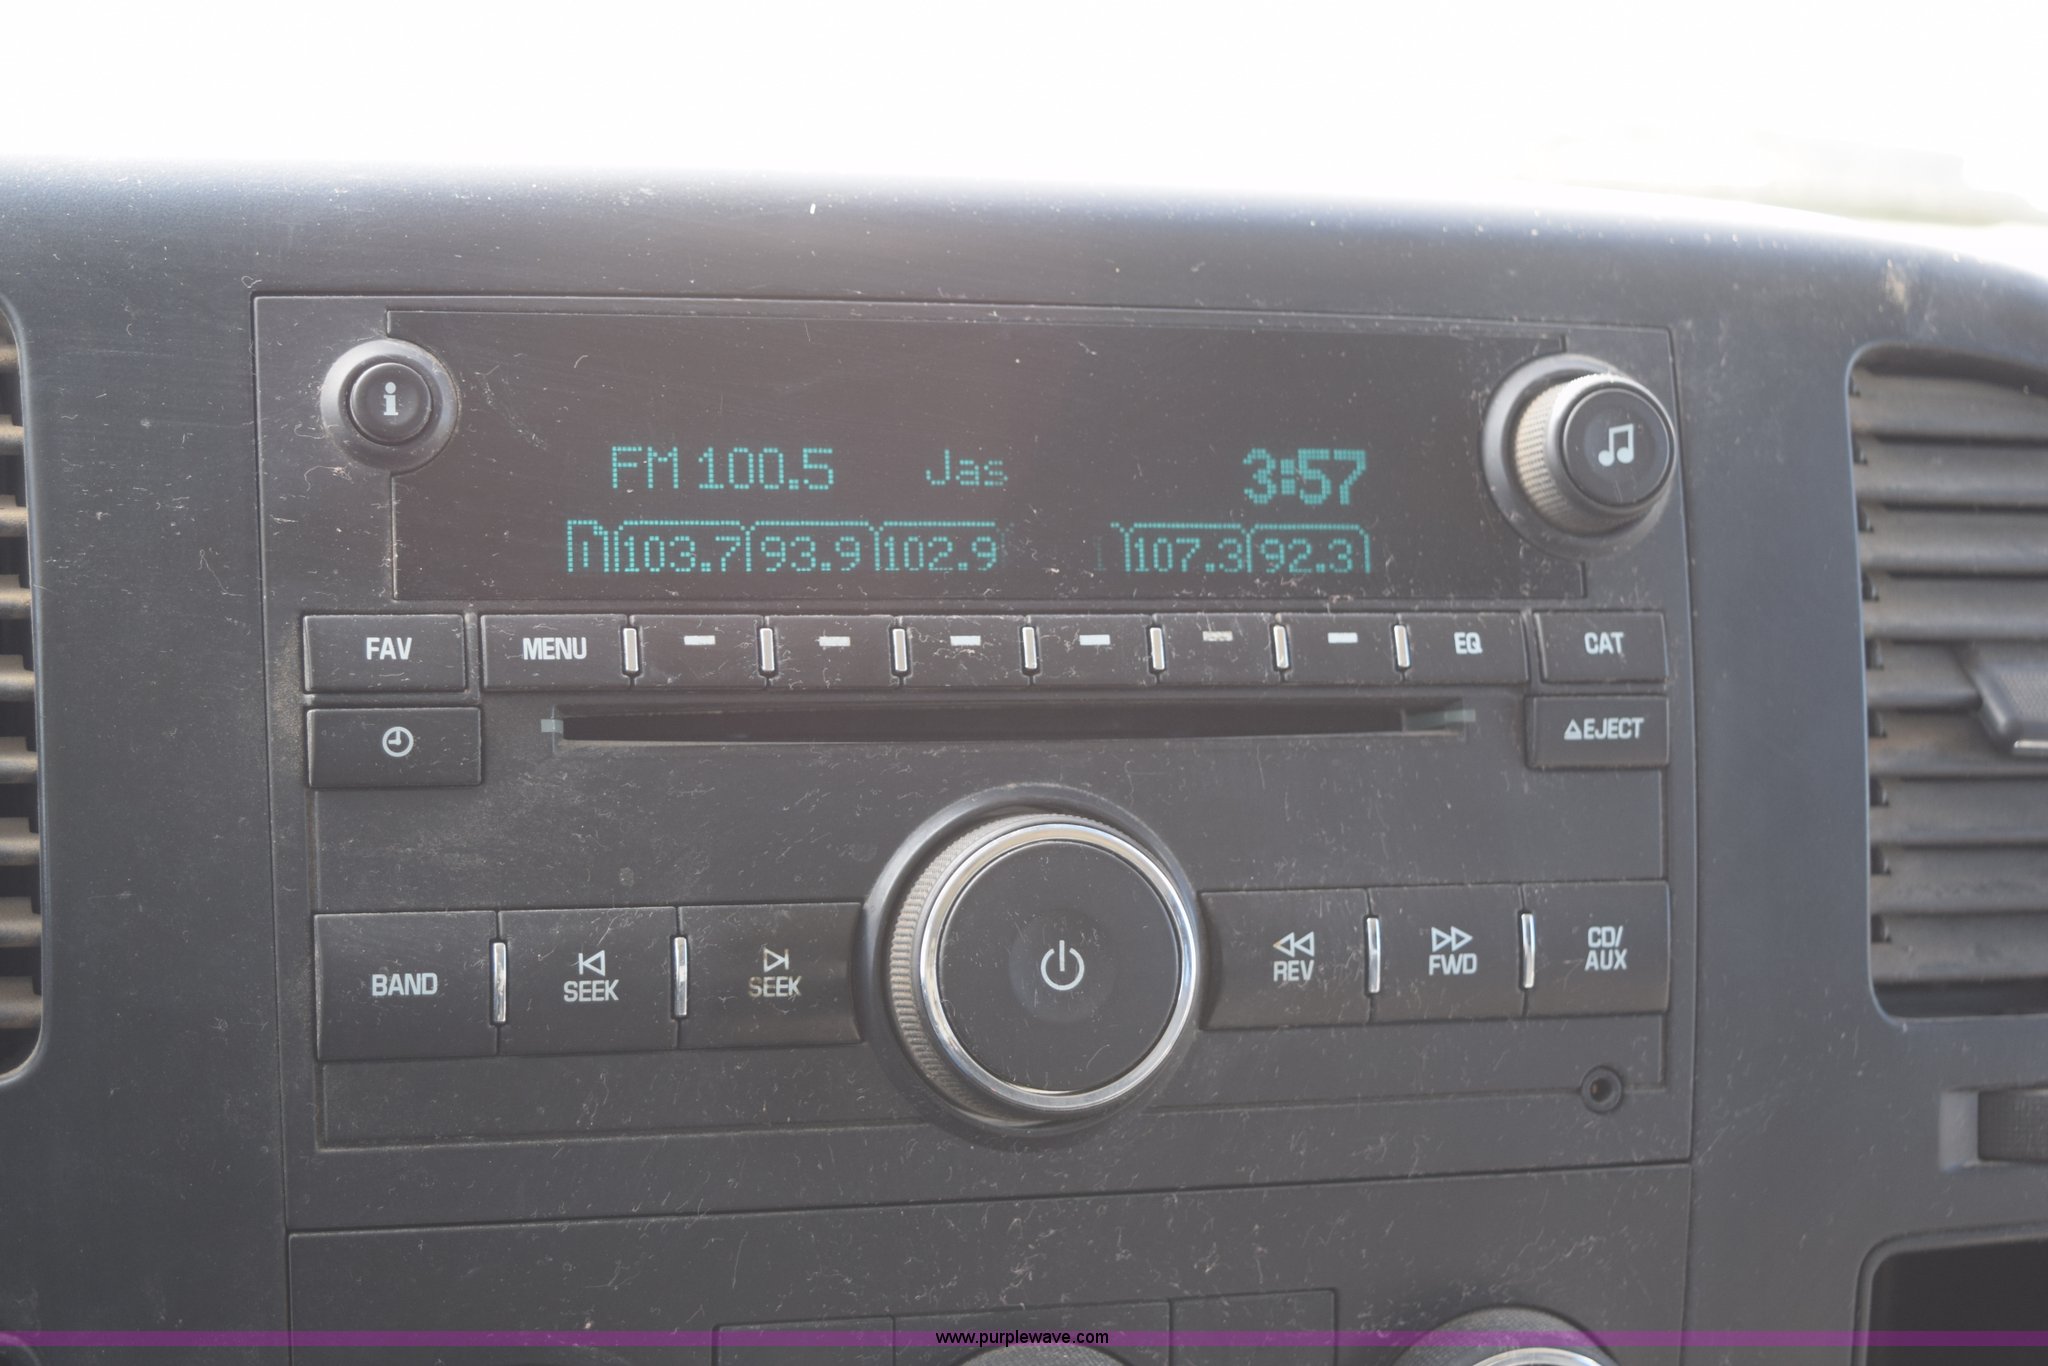 FM 100.5 Jas 3:57
103.7 93.9 102.9 107.3 92.3
FAV MENU EQ CAT
EJECT
BAND SEEK SEEK REV FWD CD/
AUX
www.purplewave.com